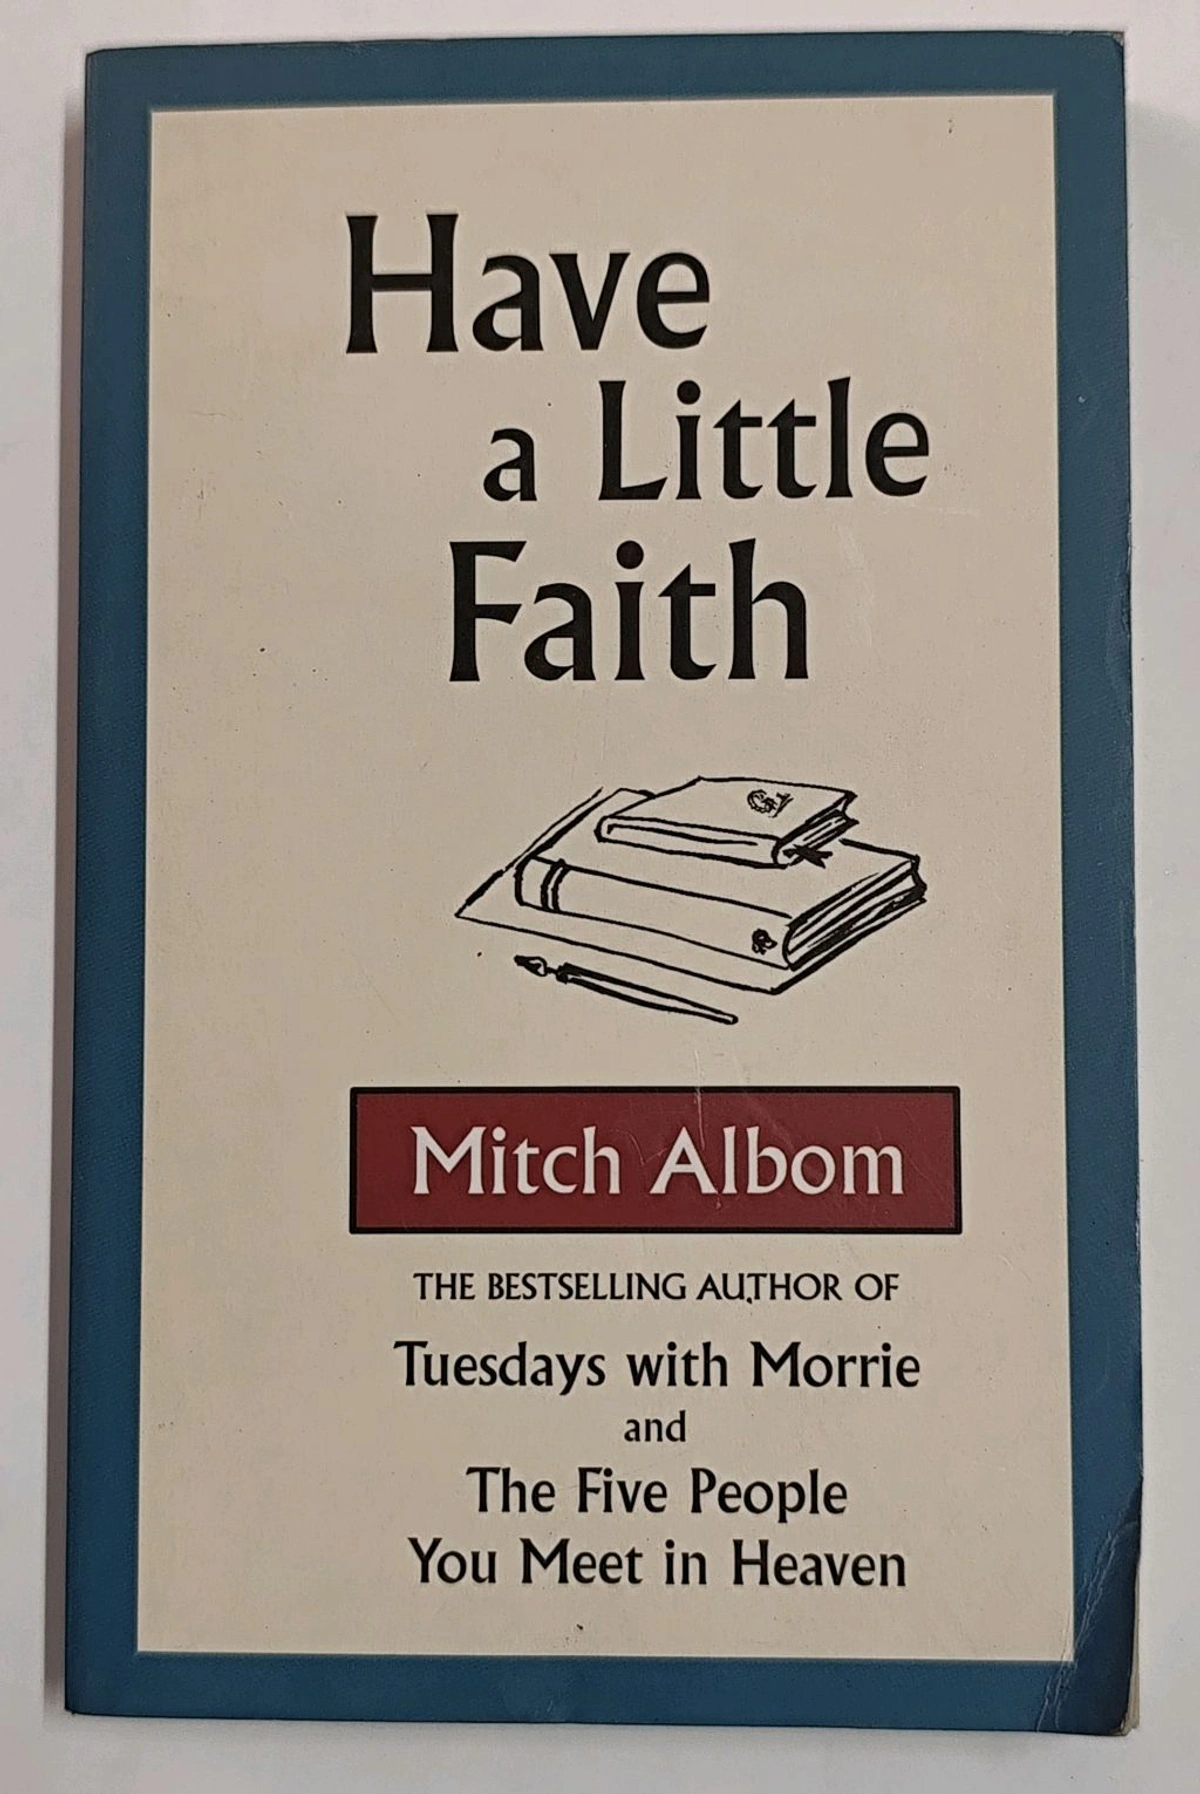 Have
a Little
Faith
Mitch Albom
THE BESTSELLING AUTHOR OF
Tuesdays with Morrie
and
The Five People
You Meet in Heaven